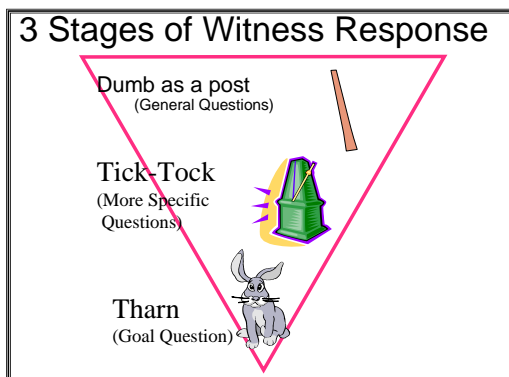 3 Stages of Witness Response
Dumb as a post
(General Questions)
Tick-Tock
(More Specific
Questions)
Tharn
(Goal Question)